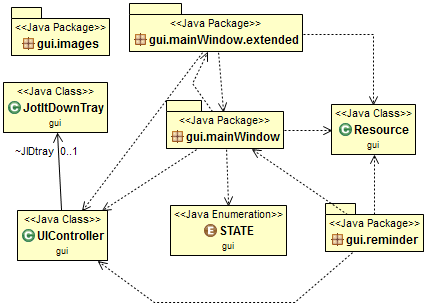 <<Java Package>>
gui.images
<<Java Package>>
gui.mainWindow.extended
<<Java Class>>
JotItDownTray
gui
<<Java Package>>
gui.mainWindow
<<Java Class>>
Resource
gui
~JIDtray 0..1
<<Java Class>>
UIController
gui
<<Java Enumeration>>
STATE
gui
<<Java Package>>
gui.reminder